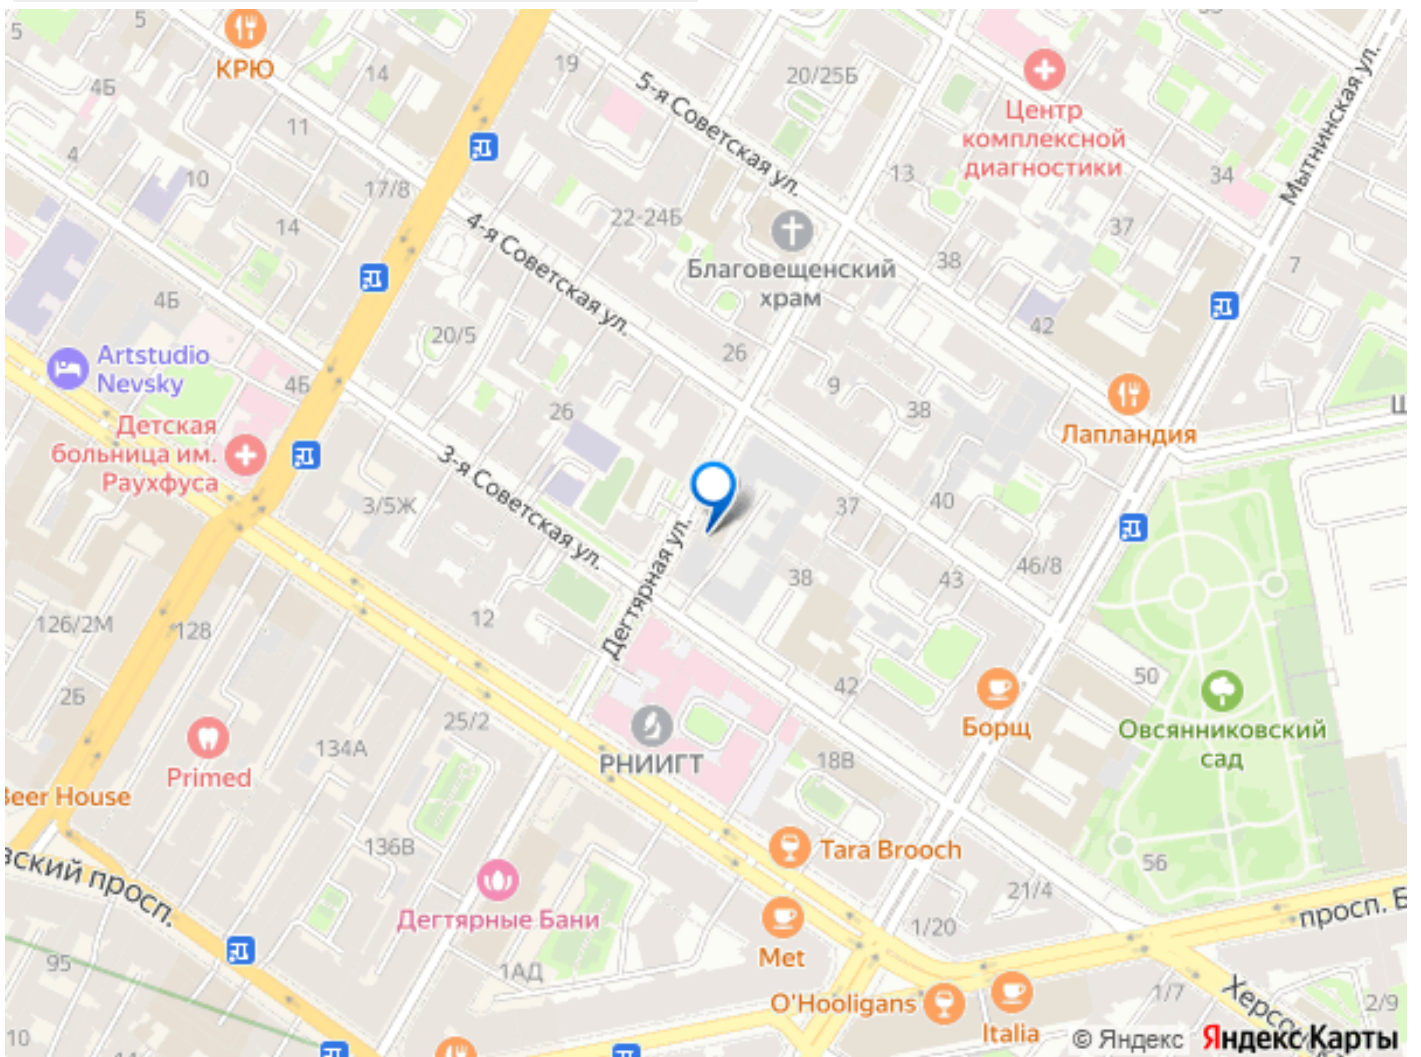 5
5
КРЮ
14
19
4Б
11
4
10
17/8
14
5-я Советская ул.
20/25Б
Центр
комплексной
диагностики
Мытнинская ул.
13
34
22-24Б
4-я Советская ул.
Благовещенский
храм
38
37
7
4Б
20/5
26
42
Artstudio
Nevsky
4Б
9
38
Лапландия
Детская
больница им.
Раухфуса
26
3-я Советская ул.
3/5Ж
37
40
46/8
38
43
Дегтярная ул.
12
126/2М
128
2Б
42
50
Борщ
Овсянниковский
сад
25/2
134А
РНИИГТ
18В
Primed
Beer House
136В
Tara Brooch
вский просп.
Дегтярные Бани
56
21/4
1/20
просп. Б
Met
95
1АД
O'Hooligans
Italia
1/7
Херсо
2/9
10
14
© Яндекс Яндекс Карты